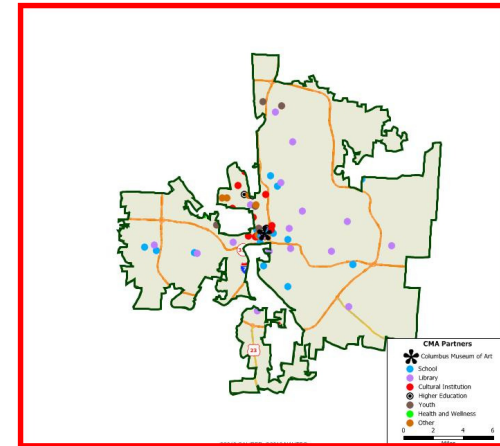 23
CMA Partners
Columbus Museum of Art
School
Library
Cultural Institution
Higher Education
Youth
Health and Wellness
Other
0 2 4 6